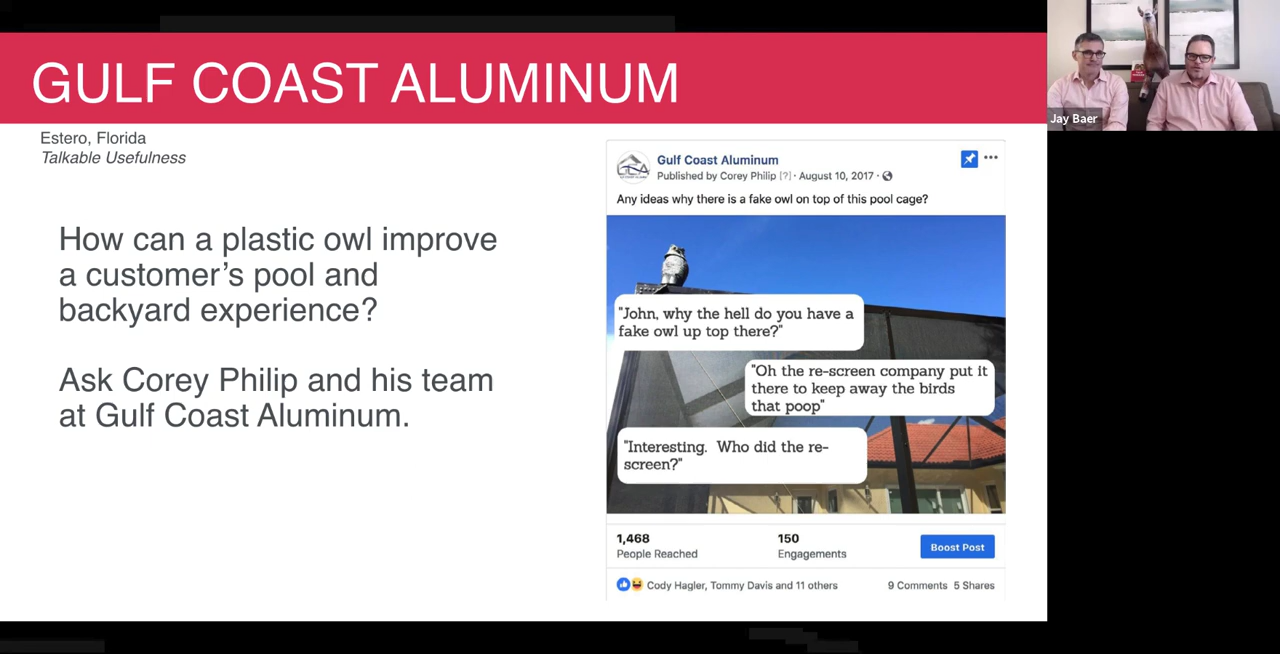 GULF COAST ALUMINUM
Estero, Florida
Talkable Usefulness
How can a plastic owl improve
a customer’s pool and
backyard experience?
Ask Corey Philip and his team
at Gulf Coast Aluminum.
Gulf Coast Aluminum
Published by Corey Philip [?] · August 10, 2017 ·
Any ideas why there is a fake owl on top of this pool cage?
"John, why the hell do you have a
fake owl up top there?"
"Oh the re-screen company put it
there to keep away the birds
that poop"
"Interesting. Who did the re-
screen?"
1,468
People Reached
150
Engagements
Boost Post
Cody Hagler, Tommy Davis and 11 others
9 Comments 5 Shares
Jay Baer